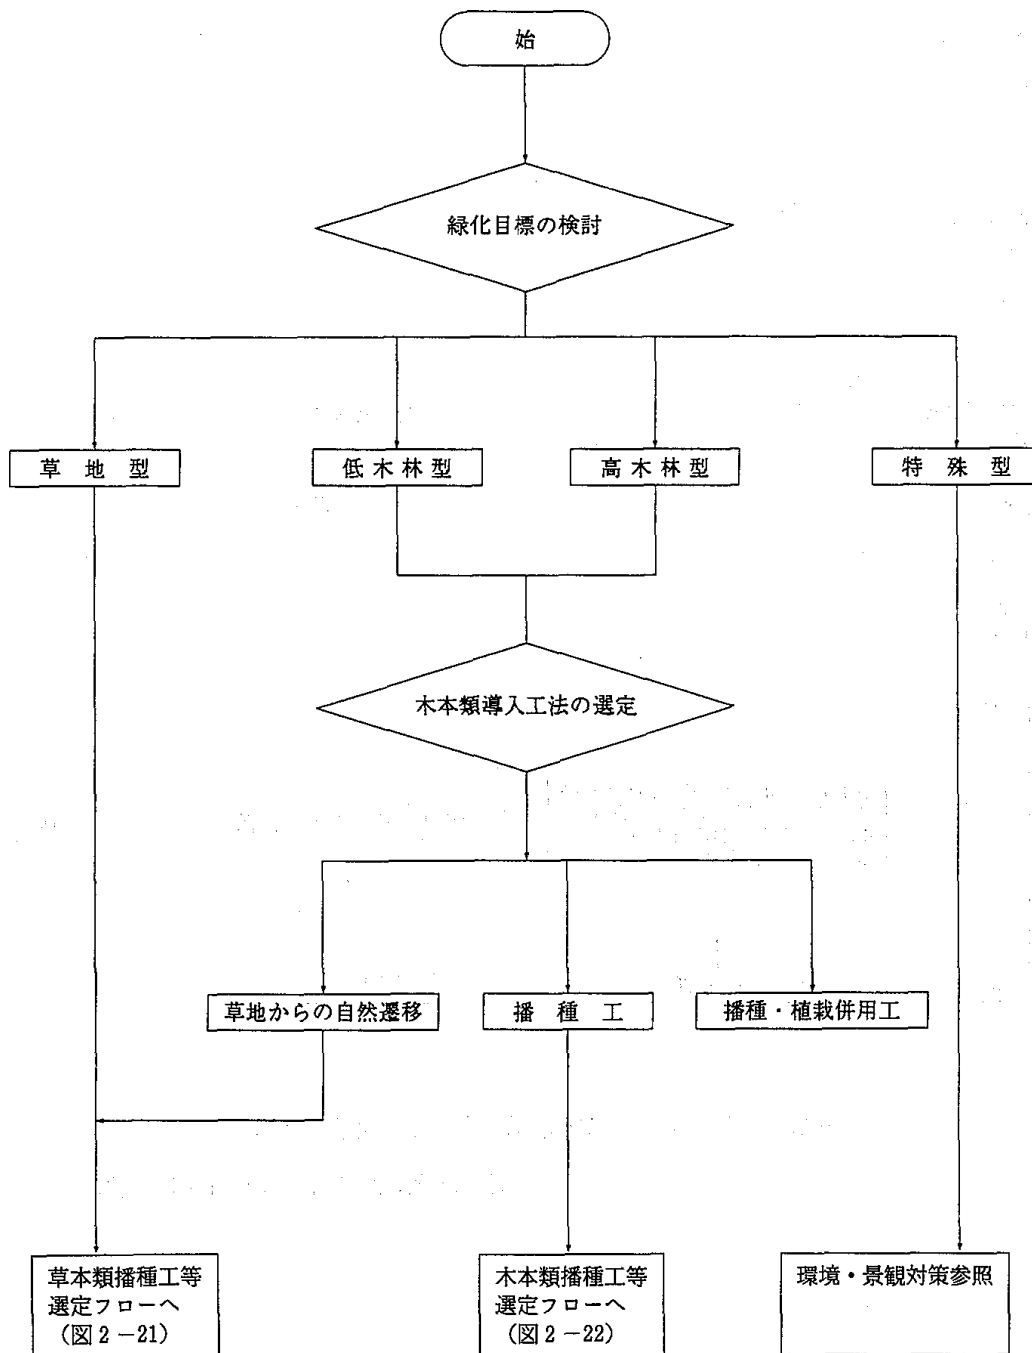 始
緑化目標の検討
草地型
低木林型
高木林型
特殊型
木本類導入工法の選定
草地からの自然遷移
播種工
播種・植栽併用工
草本類播種工等
選定フローへ
(図2-21)
木本類播種工等
選定フローへ
(図2-22)
環境・景観対策参照